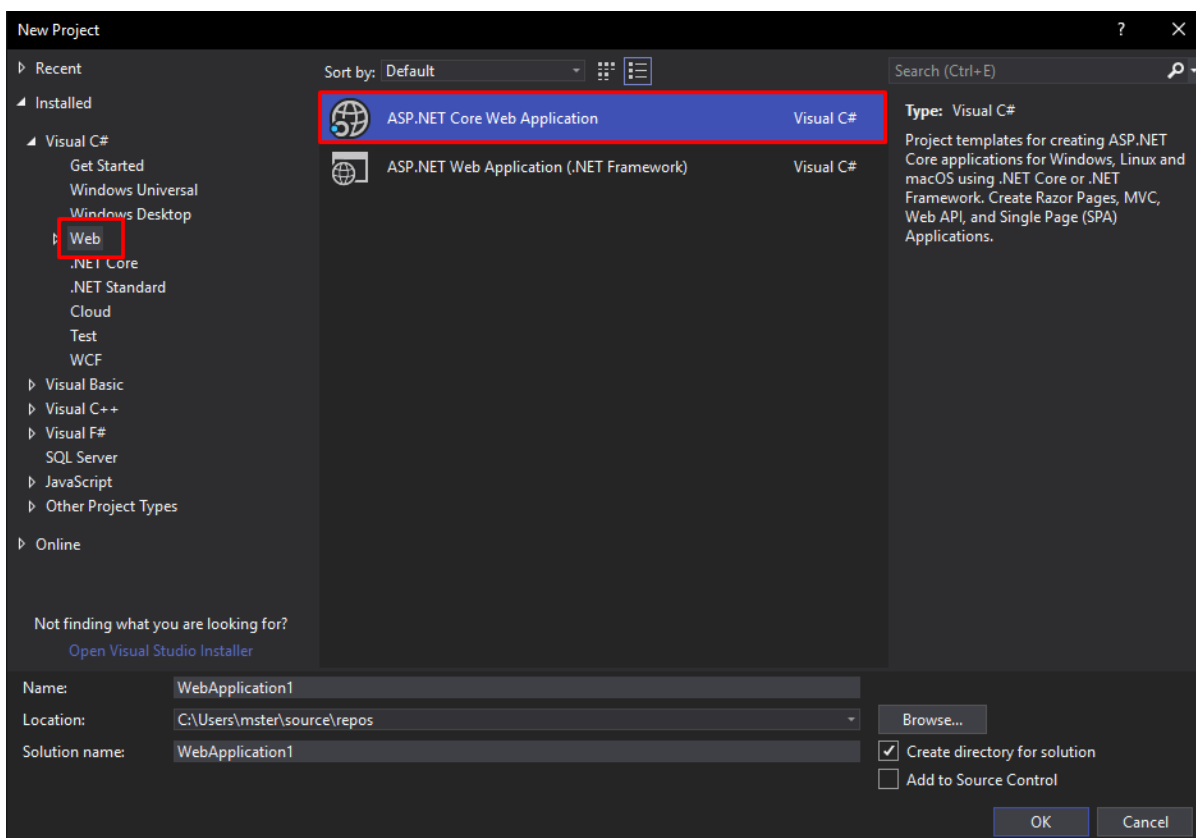 New Project
?
Recent
Installed
Visual C#
Get Started
Windows Universal
Windows Desktop
Web
.NET Core
.NET Standard
Cloud
Test
WCF
Visual Basic
Visual C++
Visual F#
SQL Server
JavaScript
Other Project Types
Online
Not finding what you are looking for?
Open Visual Studio Installer
Sort by: Default
ASP.NET Core Web Application Visual C#
ASP.NET Web Application (.NET Framework) Visual C#
Search (Ctrl+E)
Type: Visual C#
Project templates for creating ASP.NET
Core applications for Windows, Linux and
macOS using .NET Core or .NET
Framework. Create Razor Pages, MVC,
Web API, and Single Page (SPA)
Applications.
Name: WebApplication1
Location: C:\Users\mster\source\repos Browse...
Solution name: WebApplication1
Create directory for solution
Add to Source Control
OK Cancel